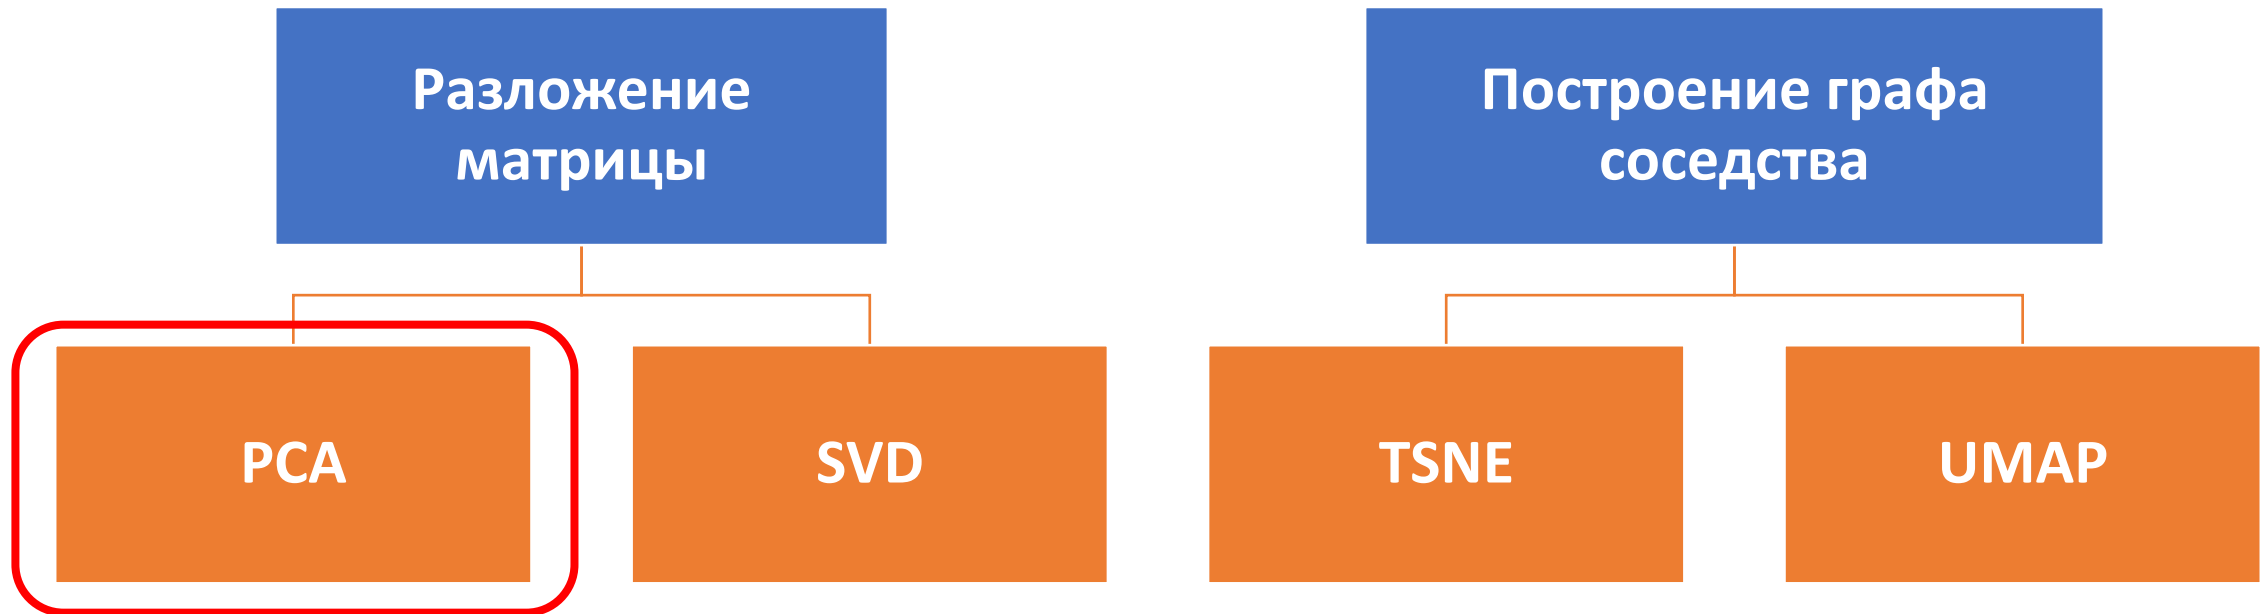 Разложение
матрицы
Построение графа
соседства
PCA
SVD
TSNE
UMAP